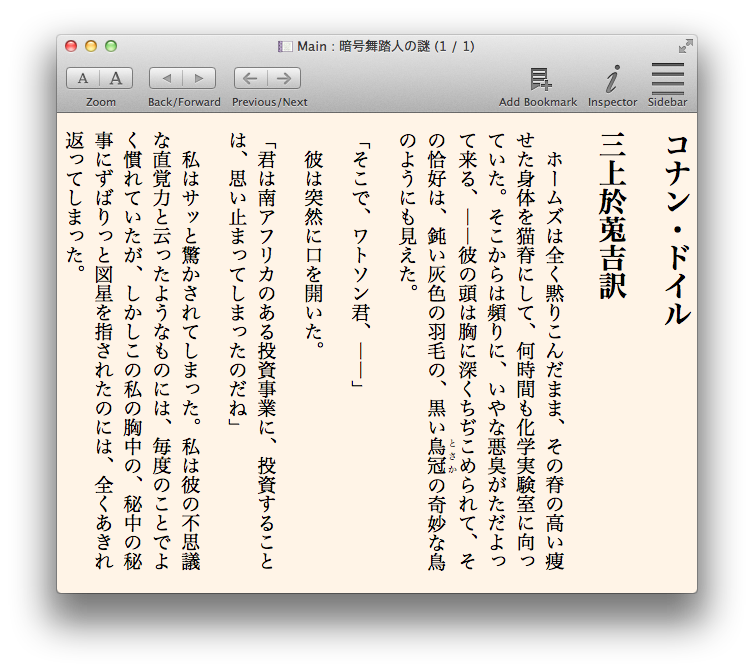 Main : 暗号舞踏人の謎 (1 / 1)
A A
Zoom
Back/Forward
Previous/Next
Add Bookmark
Inspector
Sidebar
コナン・ドイル
三上於菟吉訳
ホームズは全く黙りこんだまま、その脊の高い痩
せた身体を猫脊にして、何時間も化学実験室に向っ
ていた。そこからは頻りに、いやな悪臭がただよっ
て来る、――彼の頭は胸に深くちぢこめられて、そ
の恰好は、鈍い灰色の羽毛の、黒い鳥冠の奇妙な鳥
とさか
のようにも見えた。
「そこで、ワトソン君、――」
彼は突然に口を開いた。
「君は南アフリカのある投資事業に、投資すること
は、思い止まってしまったのだね」
私はサッと驚かされてしまった。私は彼の不思議
な直覚力と云ったようなものには、毎度のことでよ
く慣れていたが、しかしこの私の胸中の、秘中の秘
事にずばりっと図星を指されたのには、全くあきれ
返ってしまった。